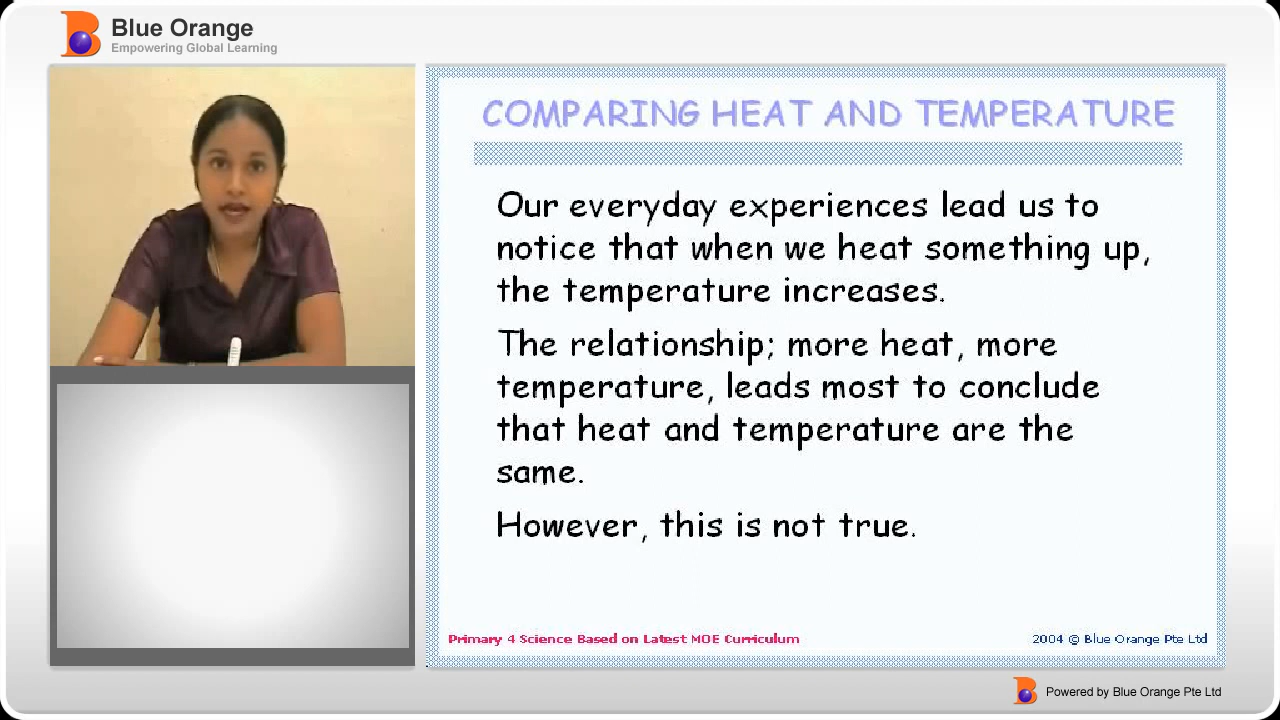 Blue Orange
Empowering Global Learning
COMPARING HEAT AND TEMPERATURE
Our everyday experiences lead us to
notice that when we heat something up,
the temperature increases.
The relationship; more heat, more
temperature, leads most to conclude
that heat and temperature are the
same.
However, this is not true.
Primary 4 Science Based on Latest MOE Curriculum
2004 © Blue Orange Pte Ltd
Powered by Blue Orange Pte Ltd